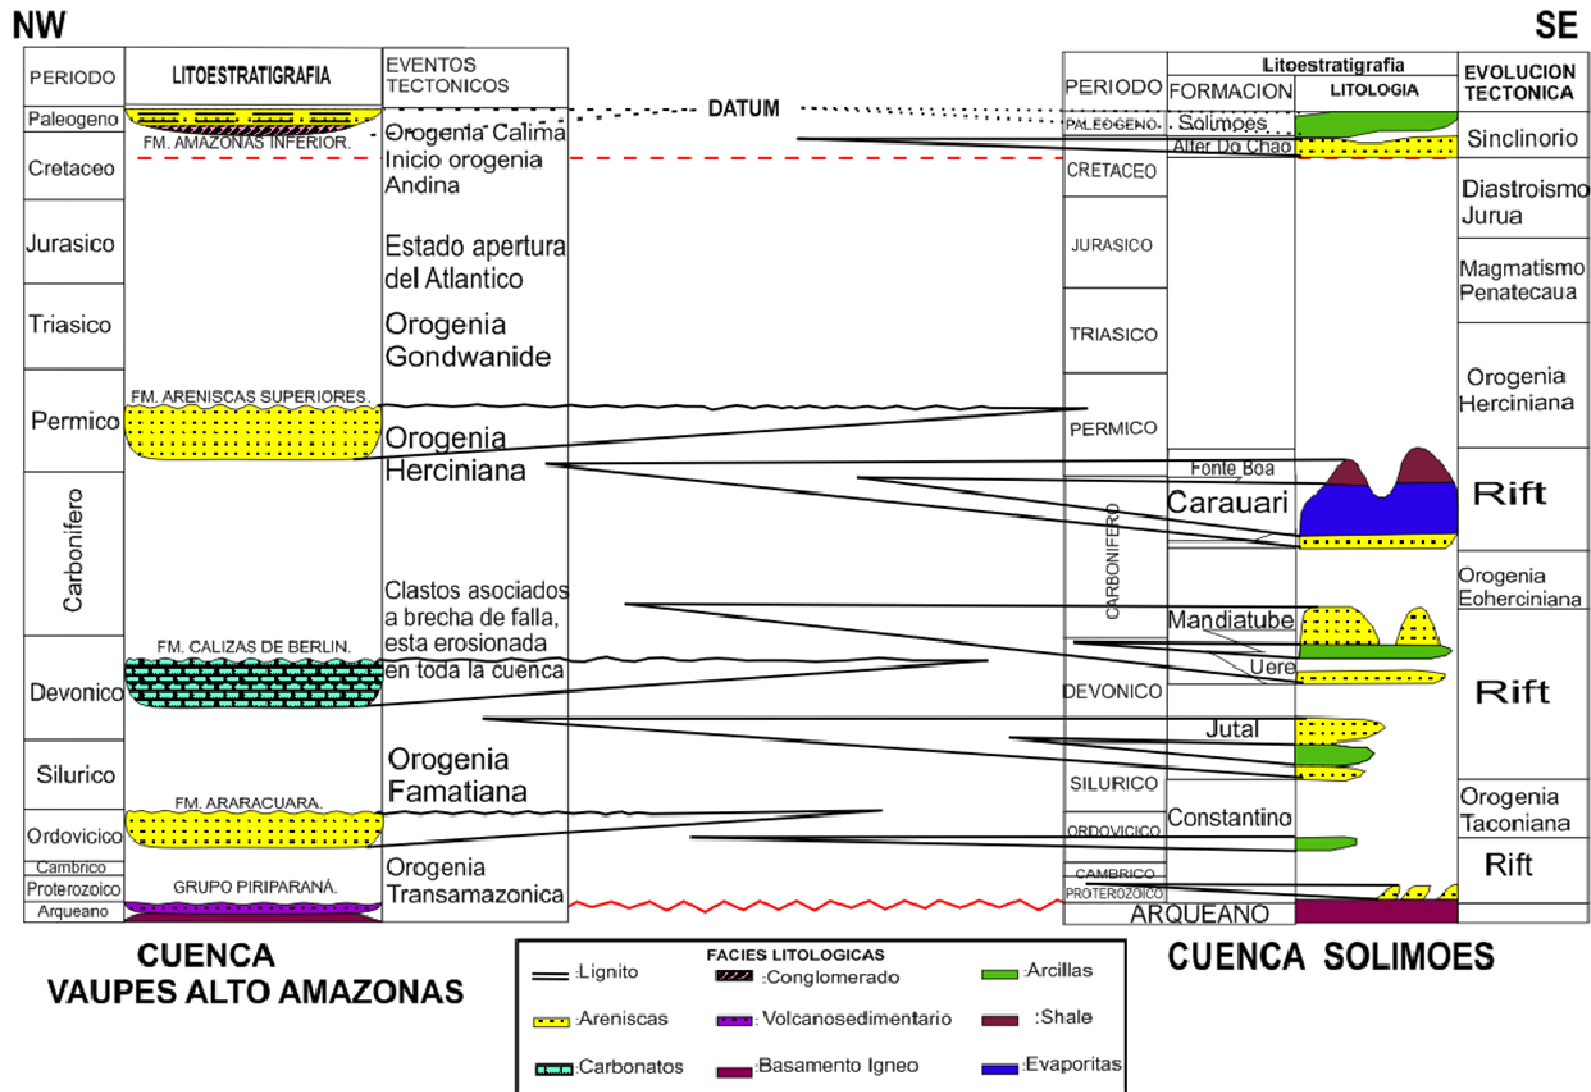 NW
SE
PERIODO
LITOESTRATIGRAFIA
EVENTOS
TECTONICOS
Paleogeno
FM. AMAZONAS INFERIOR.
Orogenia Calima
Inicio orogenia
Andina
Cretaceo
Jurasico
Estado apertura
del Atlantico
Triasico
Orogenia
Gondwanide
FM. ARENISCAS SUPERIORES.
Permico
Orogenia
Herciniana
Carbonifero
Clastos asociados
a brecha de falla,
esta erosionada
en toda la cuenca
FM. CALIZAS DE BERLIN.
Devonico
Silurico
Orogenia
Famatiana
FM. ARARACUARA.
Ordovicico
Cambrico
Orogenia
Transamazonica
Proterozoico
GRUPO PIRIPARANÁ.
Arqueano
CUENCA
VAUPES ALTO AMAZONAS
DATUM
PERIODO
Litoestratigrafia
FORMACION
LITOLOGIA
EVOLUCION
TECTONICA
PALEOGENO
Solimoes
Alter Do Chao
Sinclinorio
CRETACEO
Diastroismo
Jurua
JURASICO
Magmatismo
Penatecaua
TRIASICO
Orogenia
Herciniana
PERMICO
Fonte Boa
Carauari
Rift
CARBONIFERO
Orogenia
Eoherciniana
Mandiatube
Uere
DEVONICO
Rift
Jutal
SILURICO
Constantino
Orogenia
Taconiana
ORDOVICICO
Rift
CAMBRICO
PROTEROZOICO
ARQUEANO
CUENCA SOLIMOES
FACIES LITOLOGICAS
:Lignito
:Conglomerado
:Arcillas
:Areniscas
: Volcanosedimentario
:Shale
:Carbonatos
:Basamento Igneo
:Evaporitas